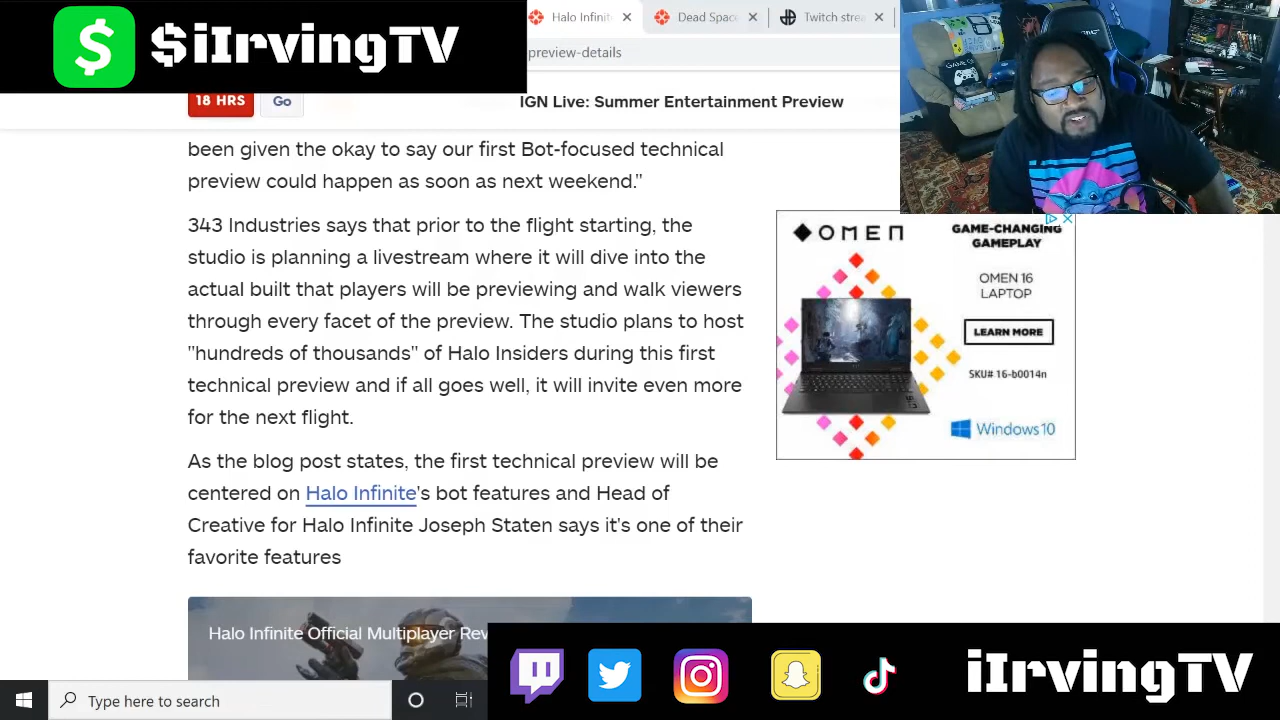 $iIrvingTV
Halo Infinit
Dead Space
Twitch strea
preview-details
18 HRS
Go
IGN Live: Summer Entertainment Preview
been given the okay to say our first Bot-focused technical
preview could happen as soon as next weekend."
343 Industries says that prior to the flight starting, the
studio is planning a livestream where it will dive into the
actual built that players will be previewing and walk viewers
through every facet of the preview. The studio plans to host
"hundreds of thousands" of Halo Insiders during this first
technical preview and if all goes well, it will invite even more
for the next flight.
As the blog post states, the first technical preview will be
centered on Halo Infinite's bot features and Head of
Creative for Halo Infinite Joseph Staten says it's one of their
favorite features
OMEN
GAME-CHANGING
GAMEPLAY
OMEN 16
LAPTOP
LEARN MORE
SKU# 16-b0014n
Windows 10
Halo Infinite Official Multiplayer Rev
iIrvingTV
Type here to search